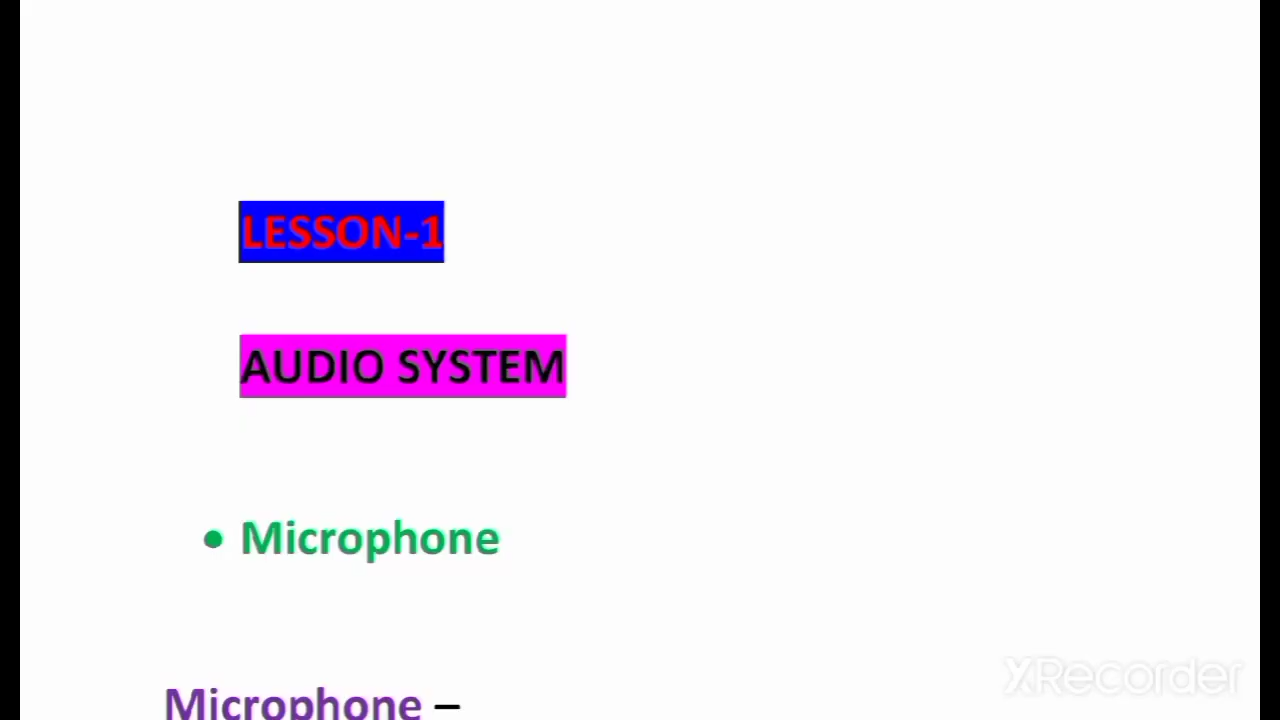 LESSON-1
AUDIO SYSTEM
• Microphone
Microphone –
XRecorder